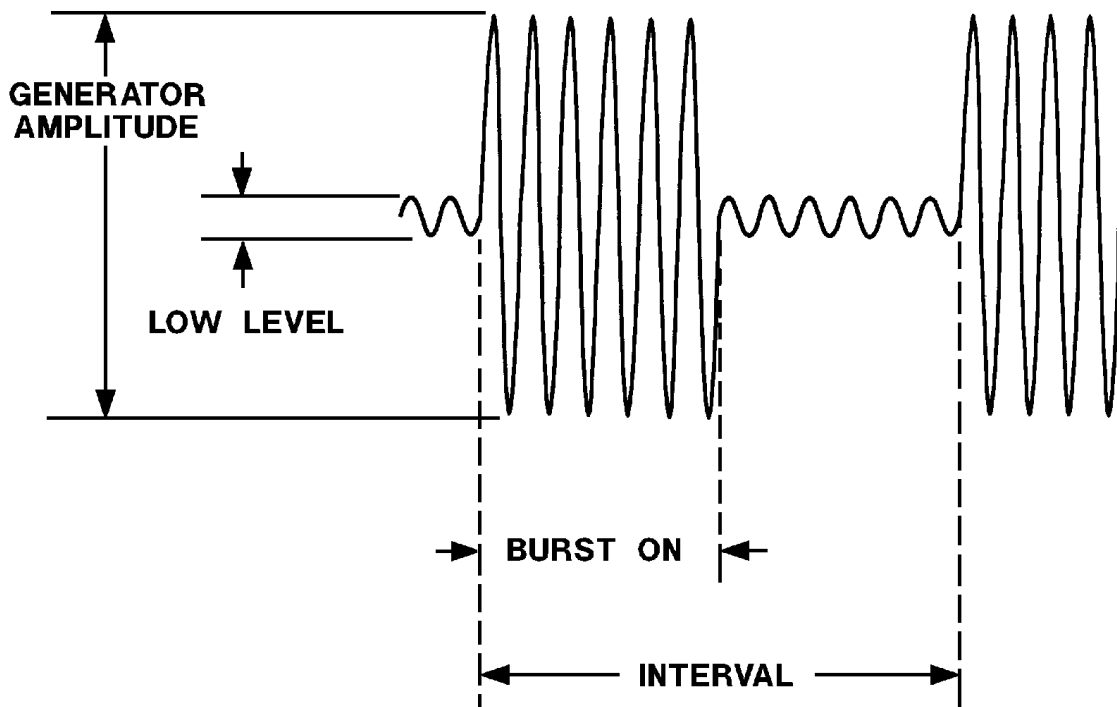 GENERATOR
AMPLITUDE
LOW LEVEL
BURST ON
INTERVAL